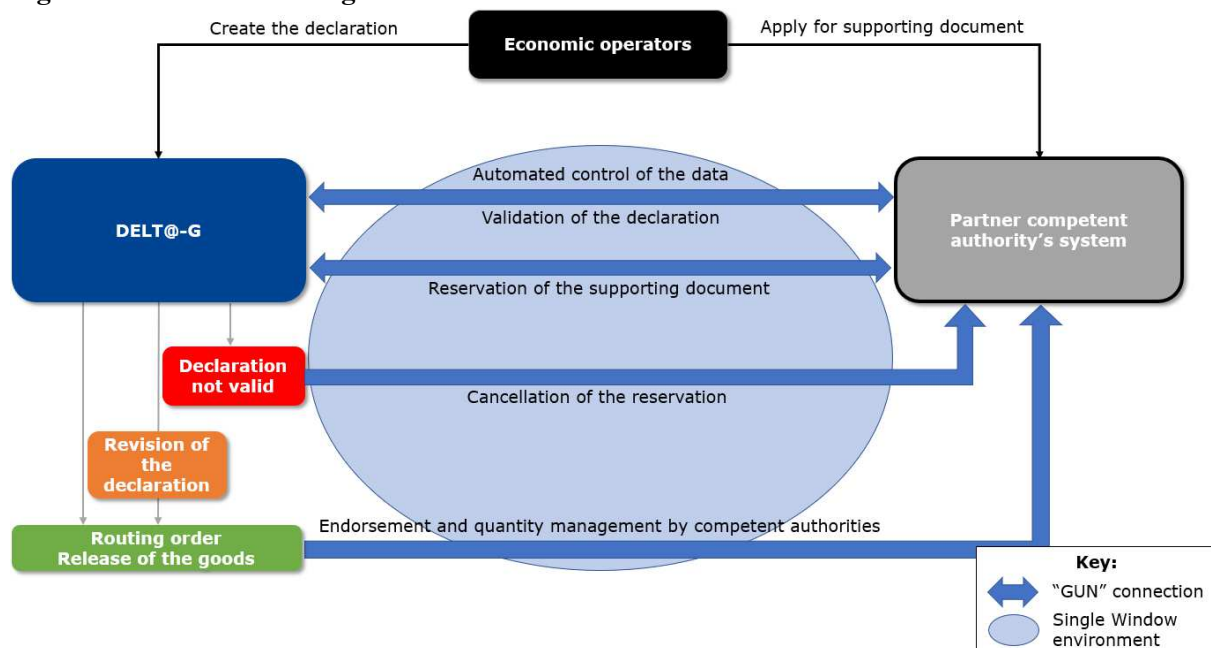 Create the declaration
Economic operators
Apply for supporting document
DELT@-G
Automated control of the data
Validation of the declaration
Partner competent
authority's system
Reservation of the supporting document
Declaration
not valid
Cancellation of the reservation
Revision of
the
declaration
Routing order
Release of the goods
Endorsement and quantity management by competent authorities
Key:
“GUN” connection
Single Window
environment